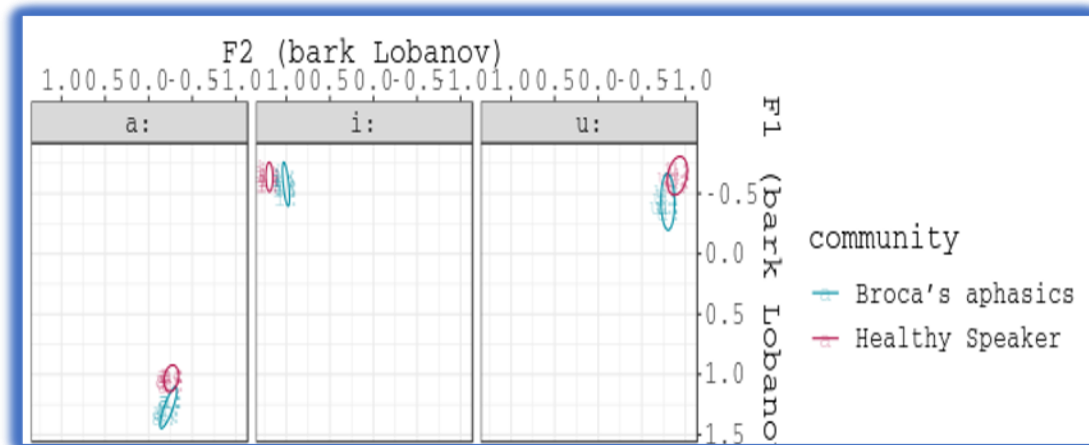 F2 (bark Lobanov)
1.00.50.0-0.51.01.00.50.0-0.51.01.00.50.0-0.51.0
a: i: u:
F1 (bark Lobano
-0.5
0.0
0.5
1.0
1.5
community
Broca's aphasics
Healthy Speaker